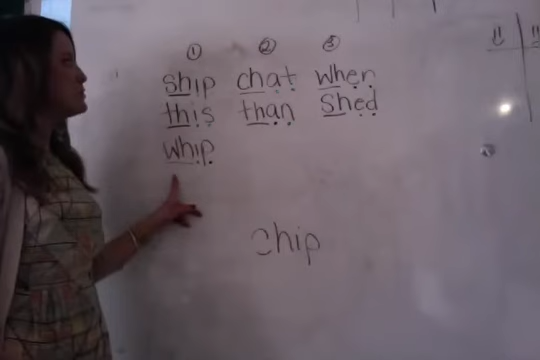 ① ② ③
ship chat when
this than shed
whip
chip